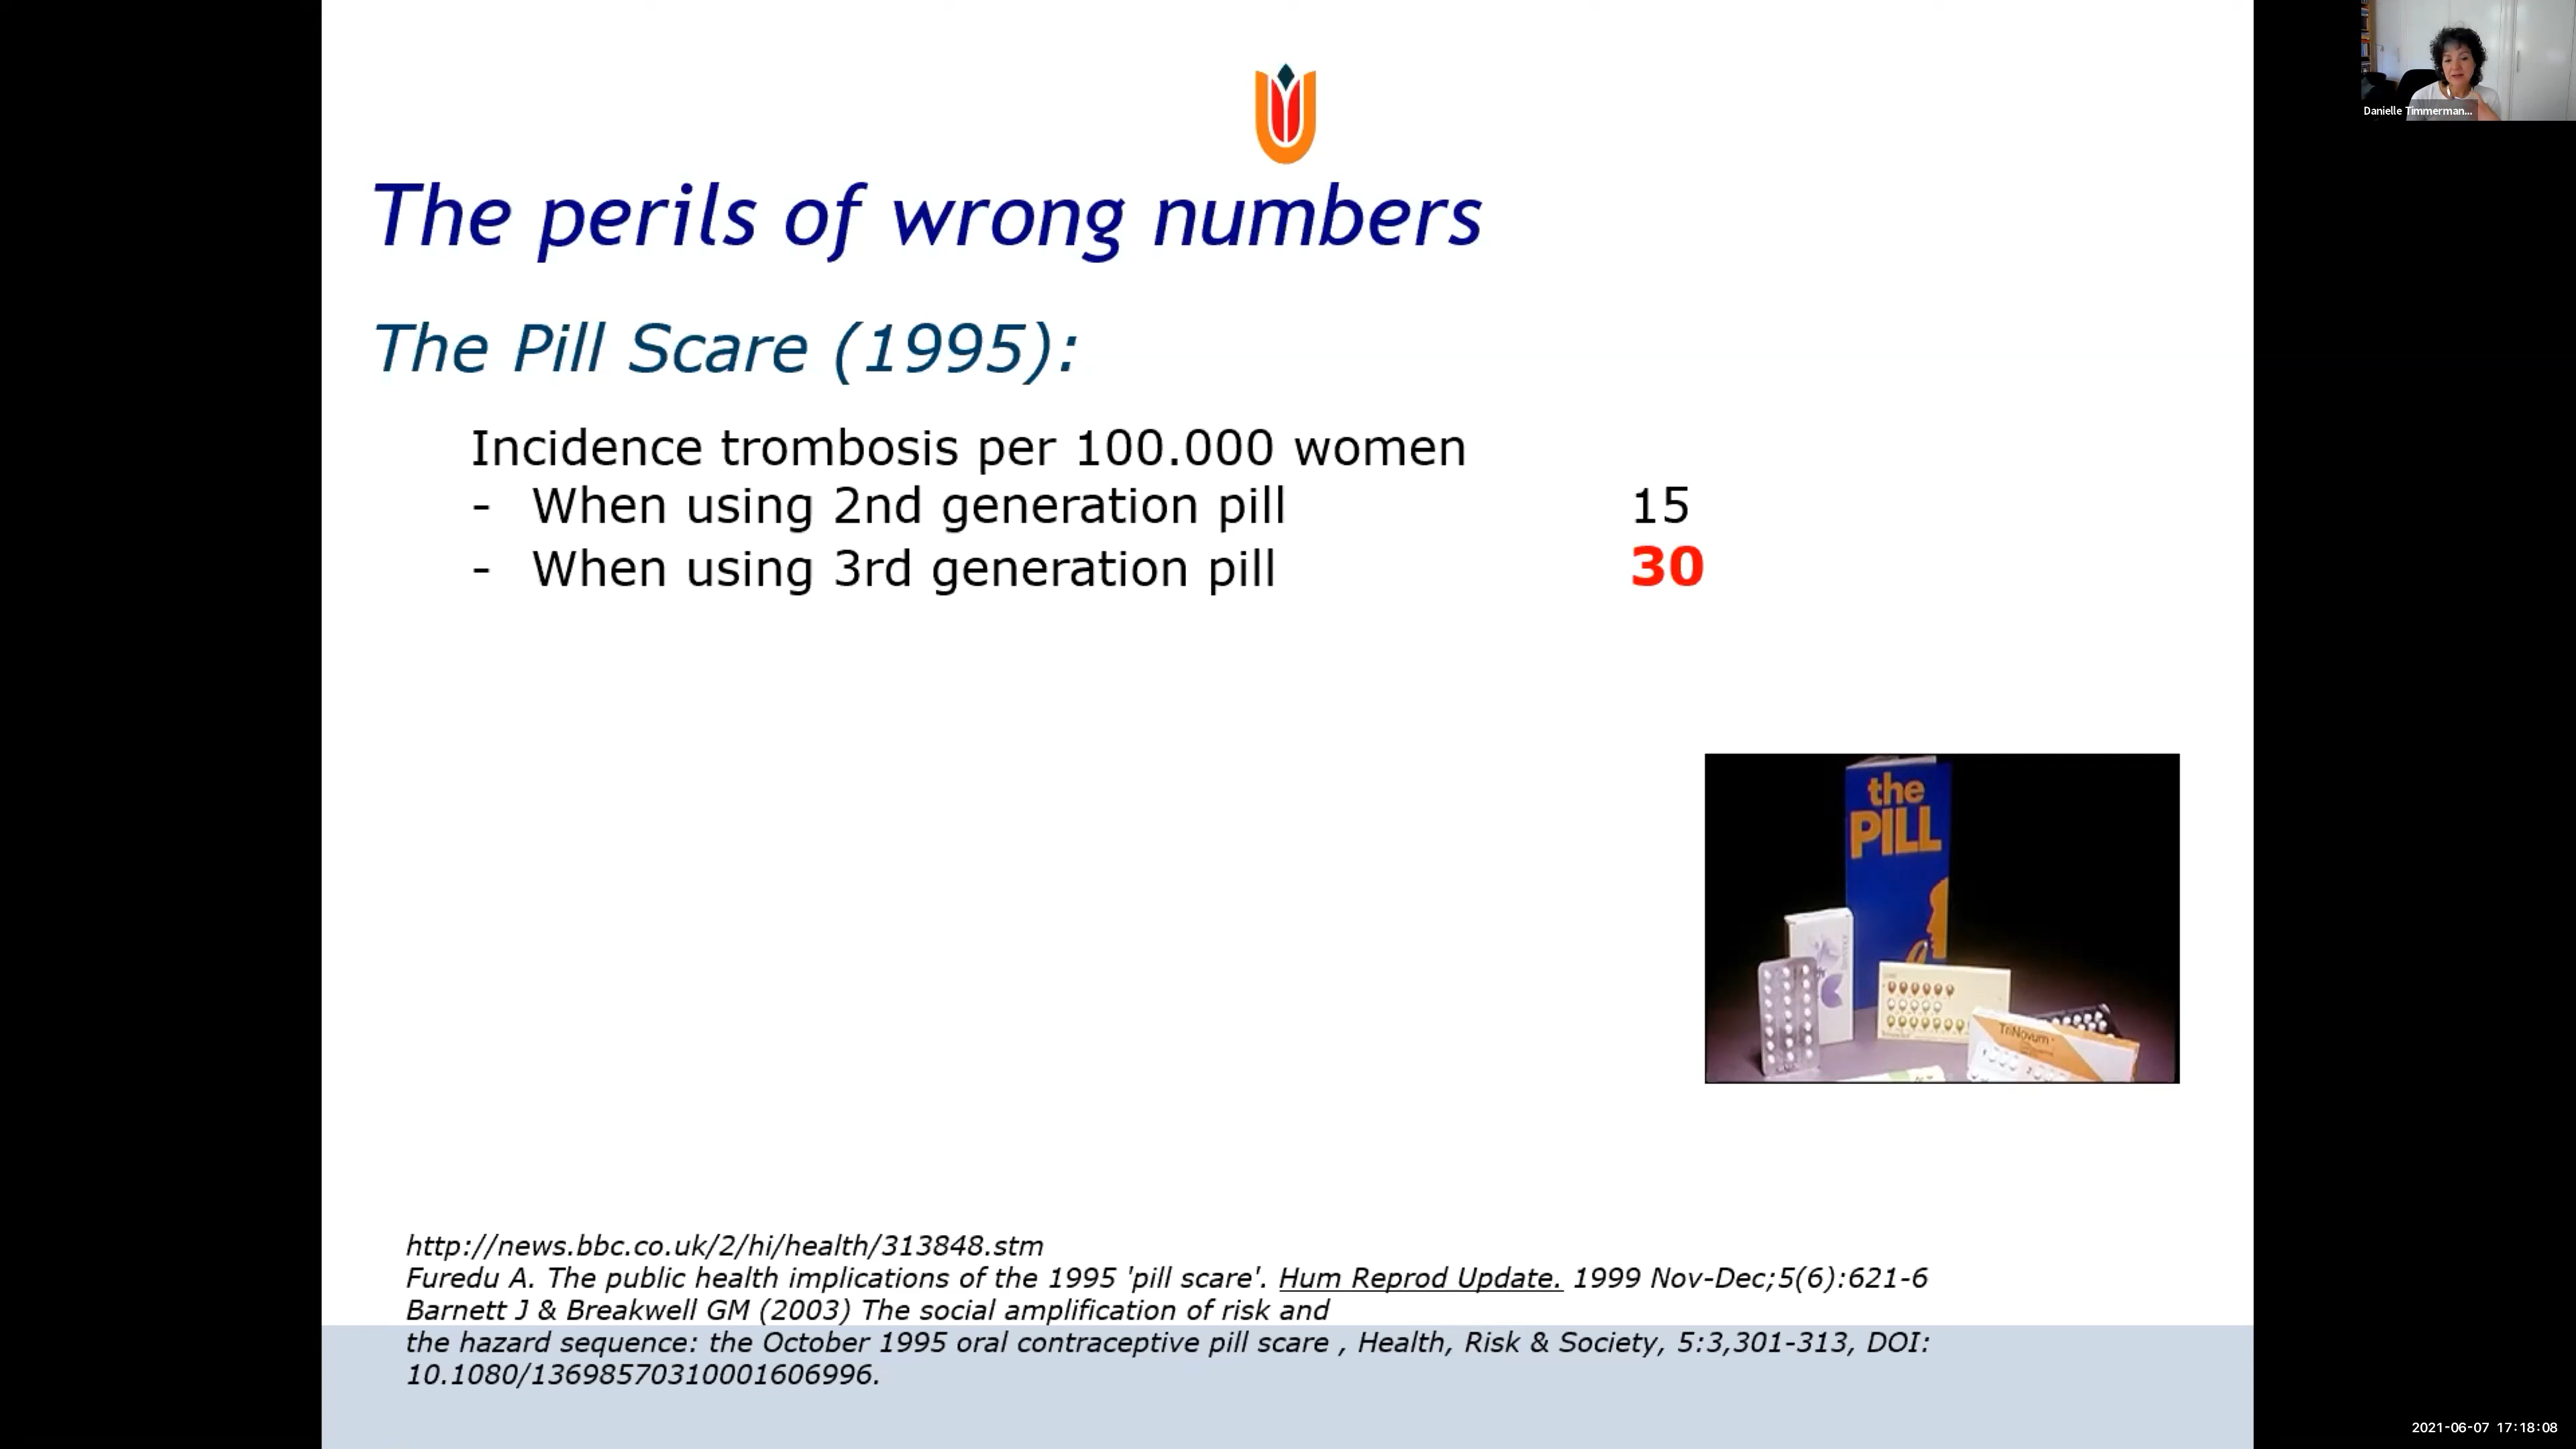 Danielle Timmerman...
The perils of wrong numbers
The Pill Scare (1995):
Incidence trombosis per 100.000 women
- When using 2nd generation pill 15
- When using 3rd generation pill 30
the
PILL
TriNovum
http://news.bbc.co.uk/2/hi/health/313848.stm
Furedu A. The public health implications of the 1995 'pill scare'. Hum Reprod Update. 1999 Nov-Dec;5(6):621-6
Barnett J & Breakwell GM (2003) The social amplification of risk and
the hazard sequence: the October 1995 oral contraceptive pill scare , Health, Risk & Society, 5:3,301-313, DOI:
10.1080/13698570310001606996.
2021-06-07 17:18:08